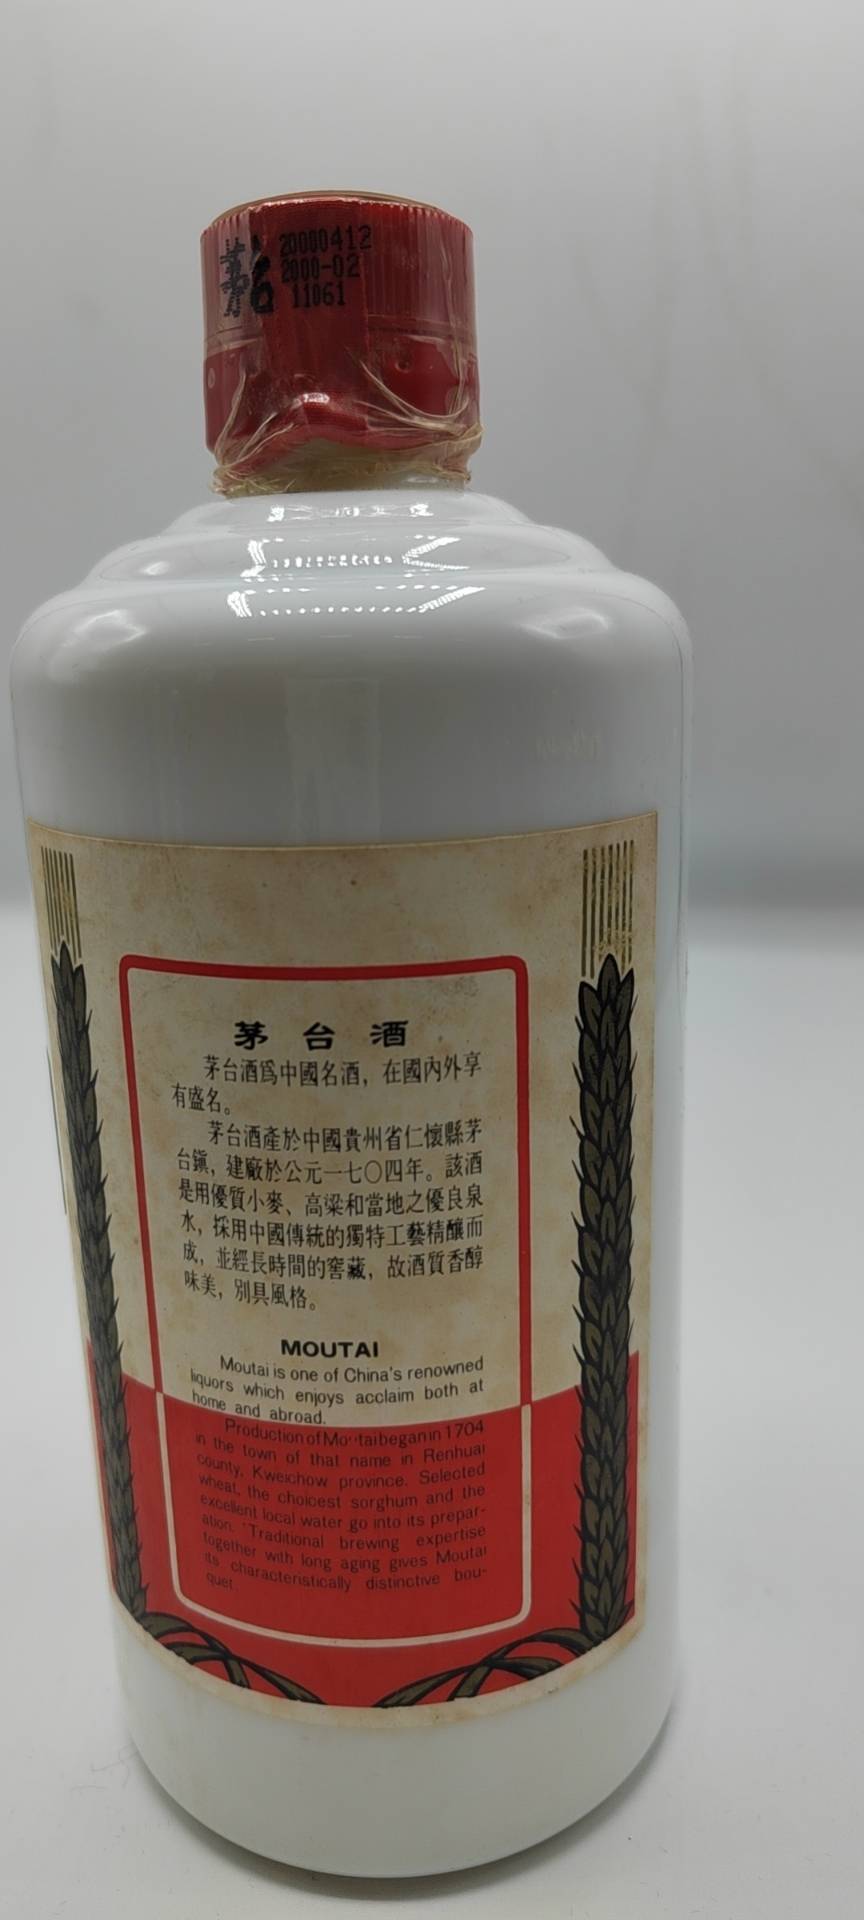 茅台
20000412
2000-02
11061
茅台酒
茅台酒爲中國名酒，在國內外享
有盛名。
茅台酒產於中國貴州省仁懷縣茅
台鎭，建廠於公元一七〇四年。該酒
是用優質小麥、高粱和當地之優良泉
水，採用中國傳統的獨特工藝精釀而
成，並經長時間的窖藏，故酒質香醇
味美，別具風格。
MOUTAI
Moutai is one of China's renowned
liquors which enjoys acclaim both at
home and abroad.
Production of Moutai began in 1704
in the town of that name in Renhuai
county, Kweichow province. Selected
wheat, the choicest sorghum and the
excellent local water go into its prepar-
ation. Traditional brewing expertise
together with long aging gives Moutai
its characteristically distinctive bou-
quet